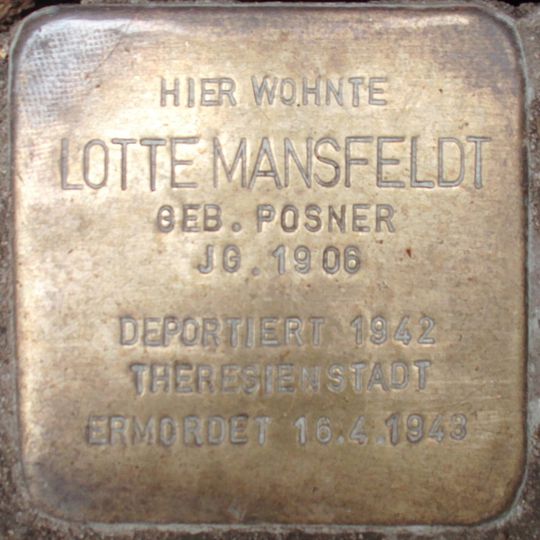 HIER WOHNTE
LOTTE MANSFELDT
GEB. POSNER
JG. 1906
DEPORTIERT 1942
THERESIENSTADT
ERMORDET 16.4.1943